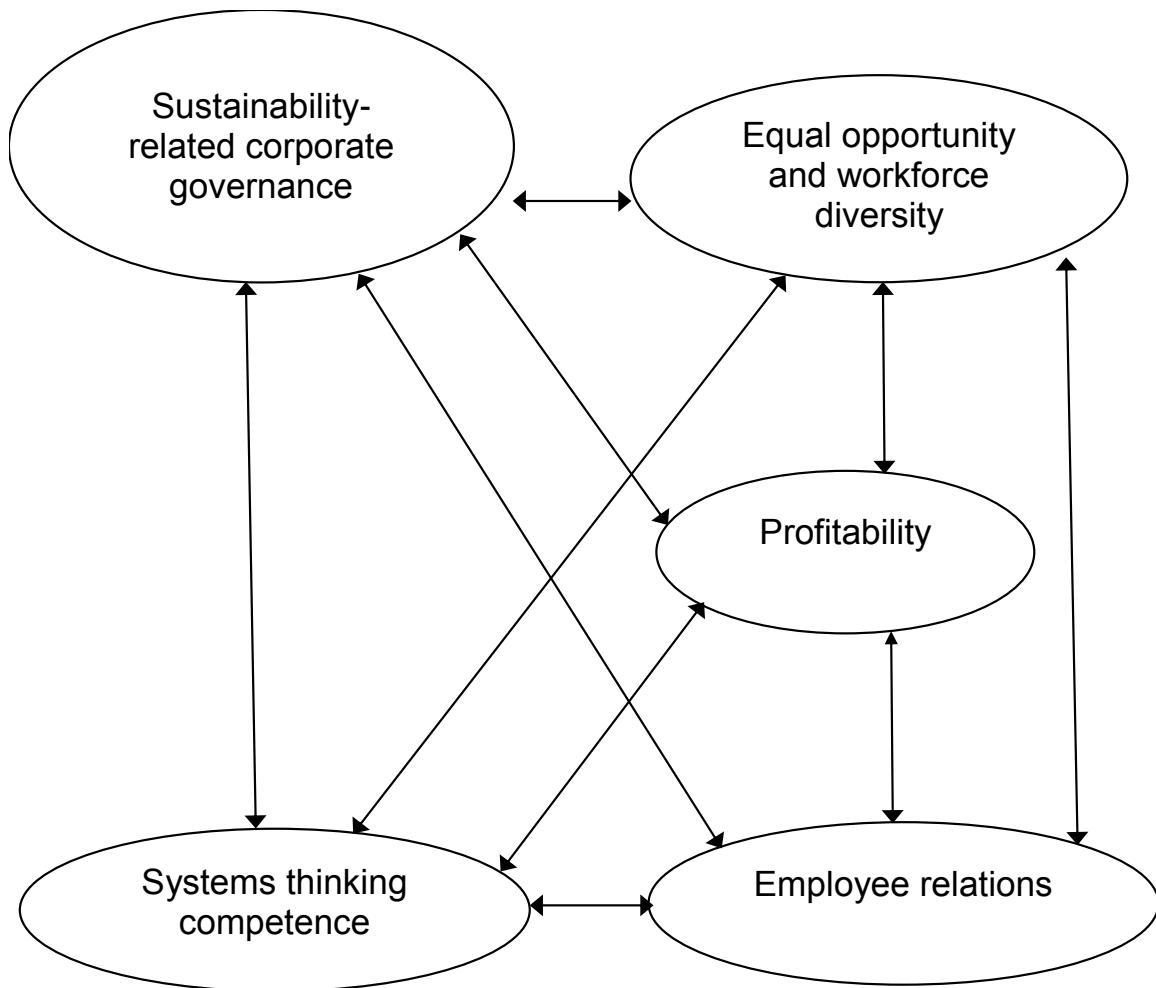 Sustainability-
related corporate
governance
Equal opportunity
and workforce
diversity
Profitability
Systems thinking
competence
Employee relations